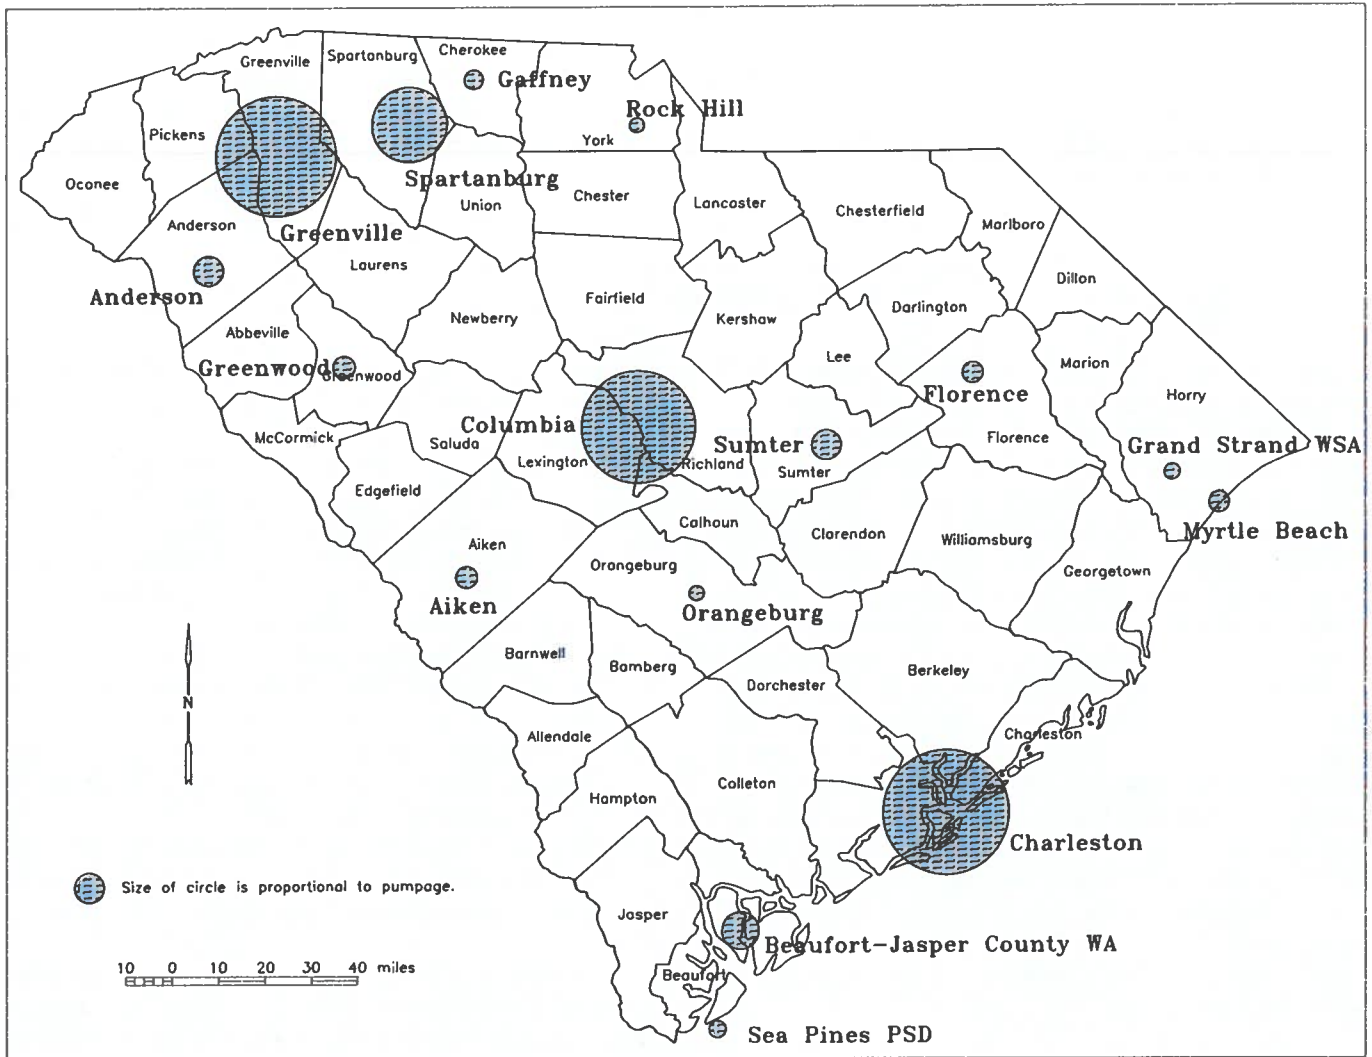 Greenville
Spartanburg
Cherokee
Gaffney
Rock Hill
York
Pickens
Oconee
Spartanburg
Union
Chester
Lancaster
Chesterfield
Marlboro
Anderson
Greenville
Laurens
Dillon
Anderson
Fairfield
Newberry
Kershaw
Darlington
Abbeville
Lee
Marion
Greenwood
Greenwood
Florence
Horry
Columbia
McCormick
Saluda
Lexington
Richland
Sumter
Sumter
Florence
Grand Strand WSA
Edgefield
Calhoun
Clarendon
Williamsburg
Myrtle Beach
Aiken
Orangeburg
Georgetown
Aiken
Orangeburg
Barnwell
Bamberg
Dorchester
Berkeley
N
Allendale
Charleston
Hampton
Colleton
Charleston
Size of circle is proportional to pumpage.
Jasper
Beaufort-Jasper County WA
10 0 10 20 30 40 miles
Beaufort
Sea Pines PSD